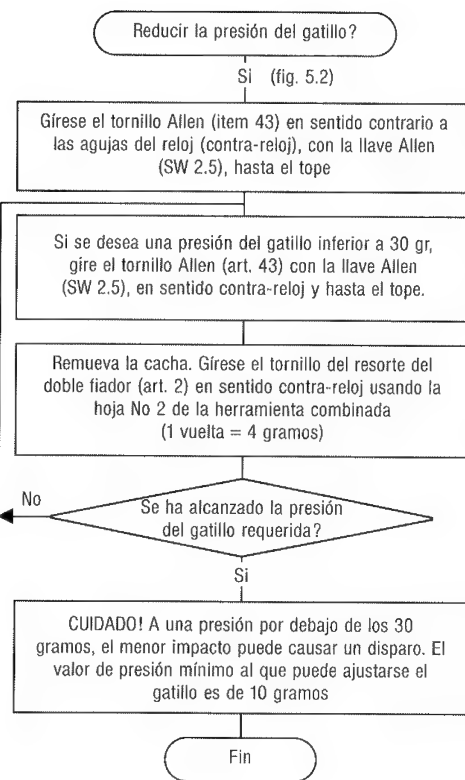 Reducir la presión del gatillo?
Si (fig. 5.2)
Gírese el tornillo Allen (item 43) en sentido contrario a
las agujas del reloj (contra-reloj), con la llave Allen
(SW 2.5), hasta el tope
Si se desea una presión del gatillo inferior a 30 gr,
gire el tornillo Allen (art. 43) con la llave Allen
(SW 2.5), en sentido contra-reloj y hasta el tope.
Remueva la cacha. Gírese el tornillo del resorte del
doble fiador (art. 2) en sentido contra-reloj usando la
hoja No 2 de la herramienta combinada
(1 vuelta = 4 gramos)
No
Se ha alcanzado la presión
del gatillo requerida?
Si
CUIDADO! A una presión por debajo de los 30
gramos, el menor impacto puede causar un disparo. El
valor de presión mínimo al que puede ajustarse el
gatillo es de 10 gramos
Fin